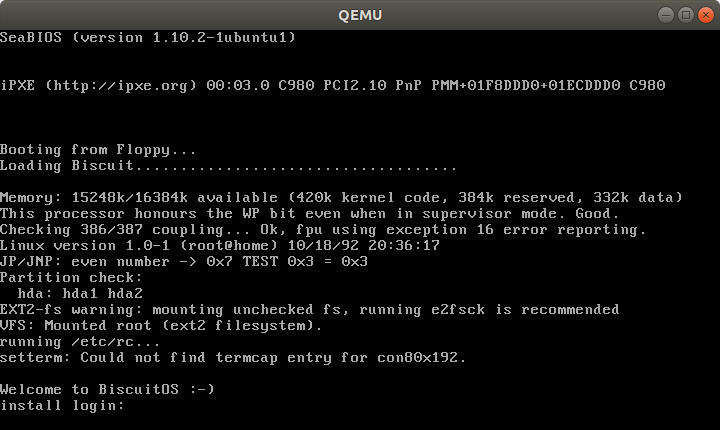 QEMU
SeaBIOS (version 1.10.2-1ubuntu1)
iPXE (http://ipxe.org) 00:03.0 C980 PCI2.10 PnP PMM+01F8DDD0+01ECDDD0 C980
Booting from Floppy...
Loading Biscuit....................................
Memory: 15248k/16384k available (420k kernel code, 384k reserved, 332k data)
This processor honours the WP bit even when in supervisor mode. Good.
Checking 386/387 coupling... Ok, fpu using exception 16 error reporting.
Linux version 1.0-1 (root@home) 10/18/92 20:36:17
JP/JNP: even number -> 0x7 TEST 0x3 = 0x3
Partition check:
  hda: hda1 hda2
EXT2-fs warning: mounting unchecked fs, running e2fsck is recommended
VFS: Mounted root (ext2 filesystem).
running /etc/rc...
setterm: Could not find termcap entry for con80x192.
Welcome to BiscuitOS :-)
install login: